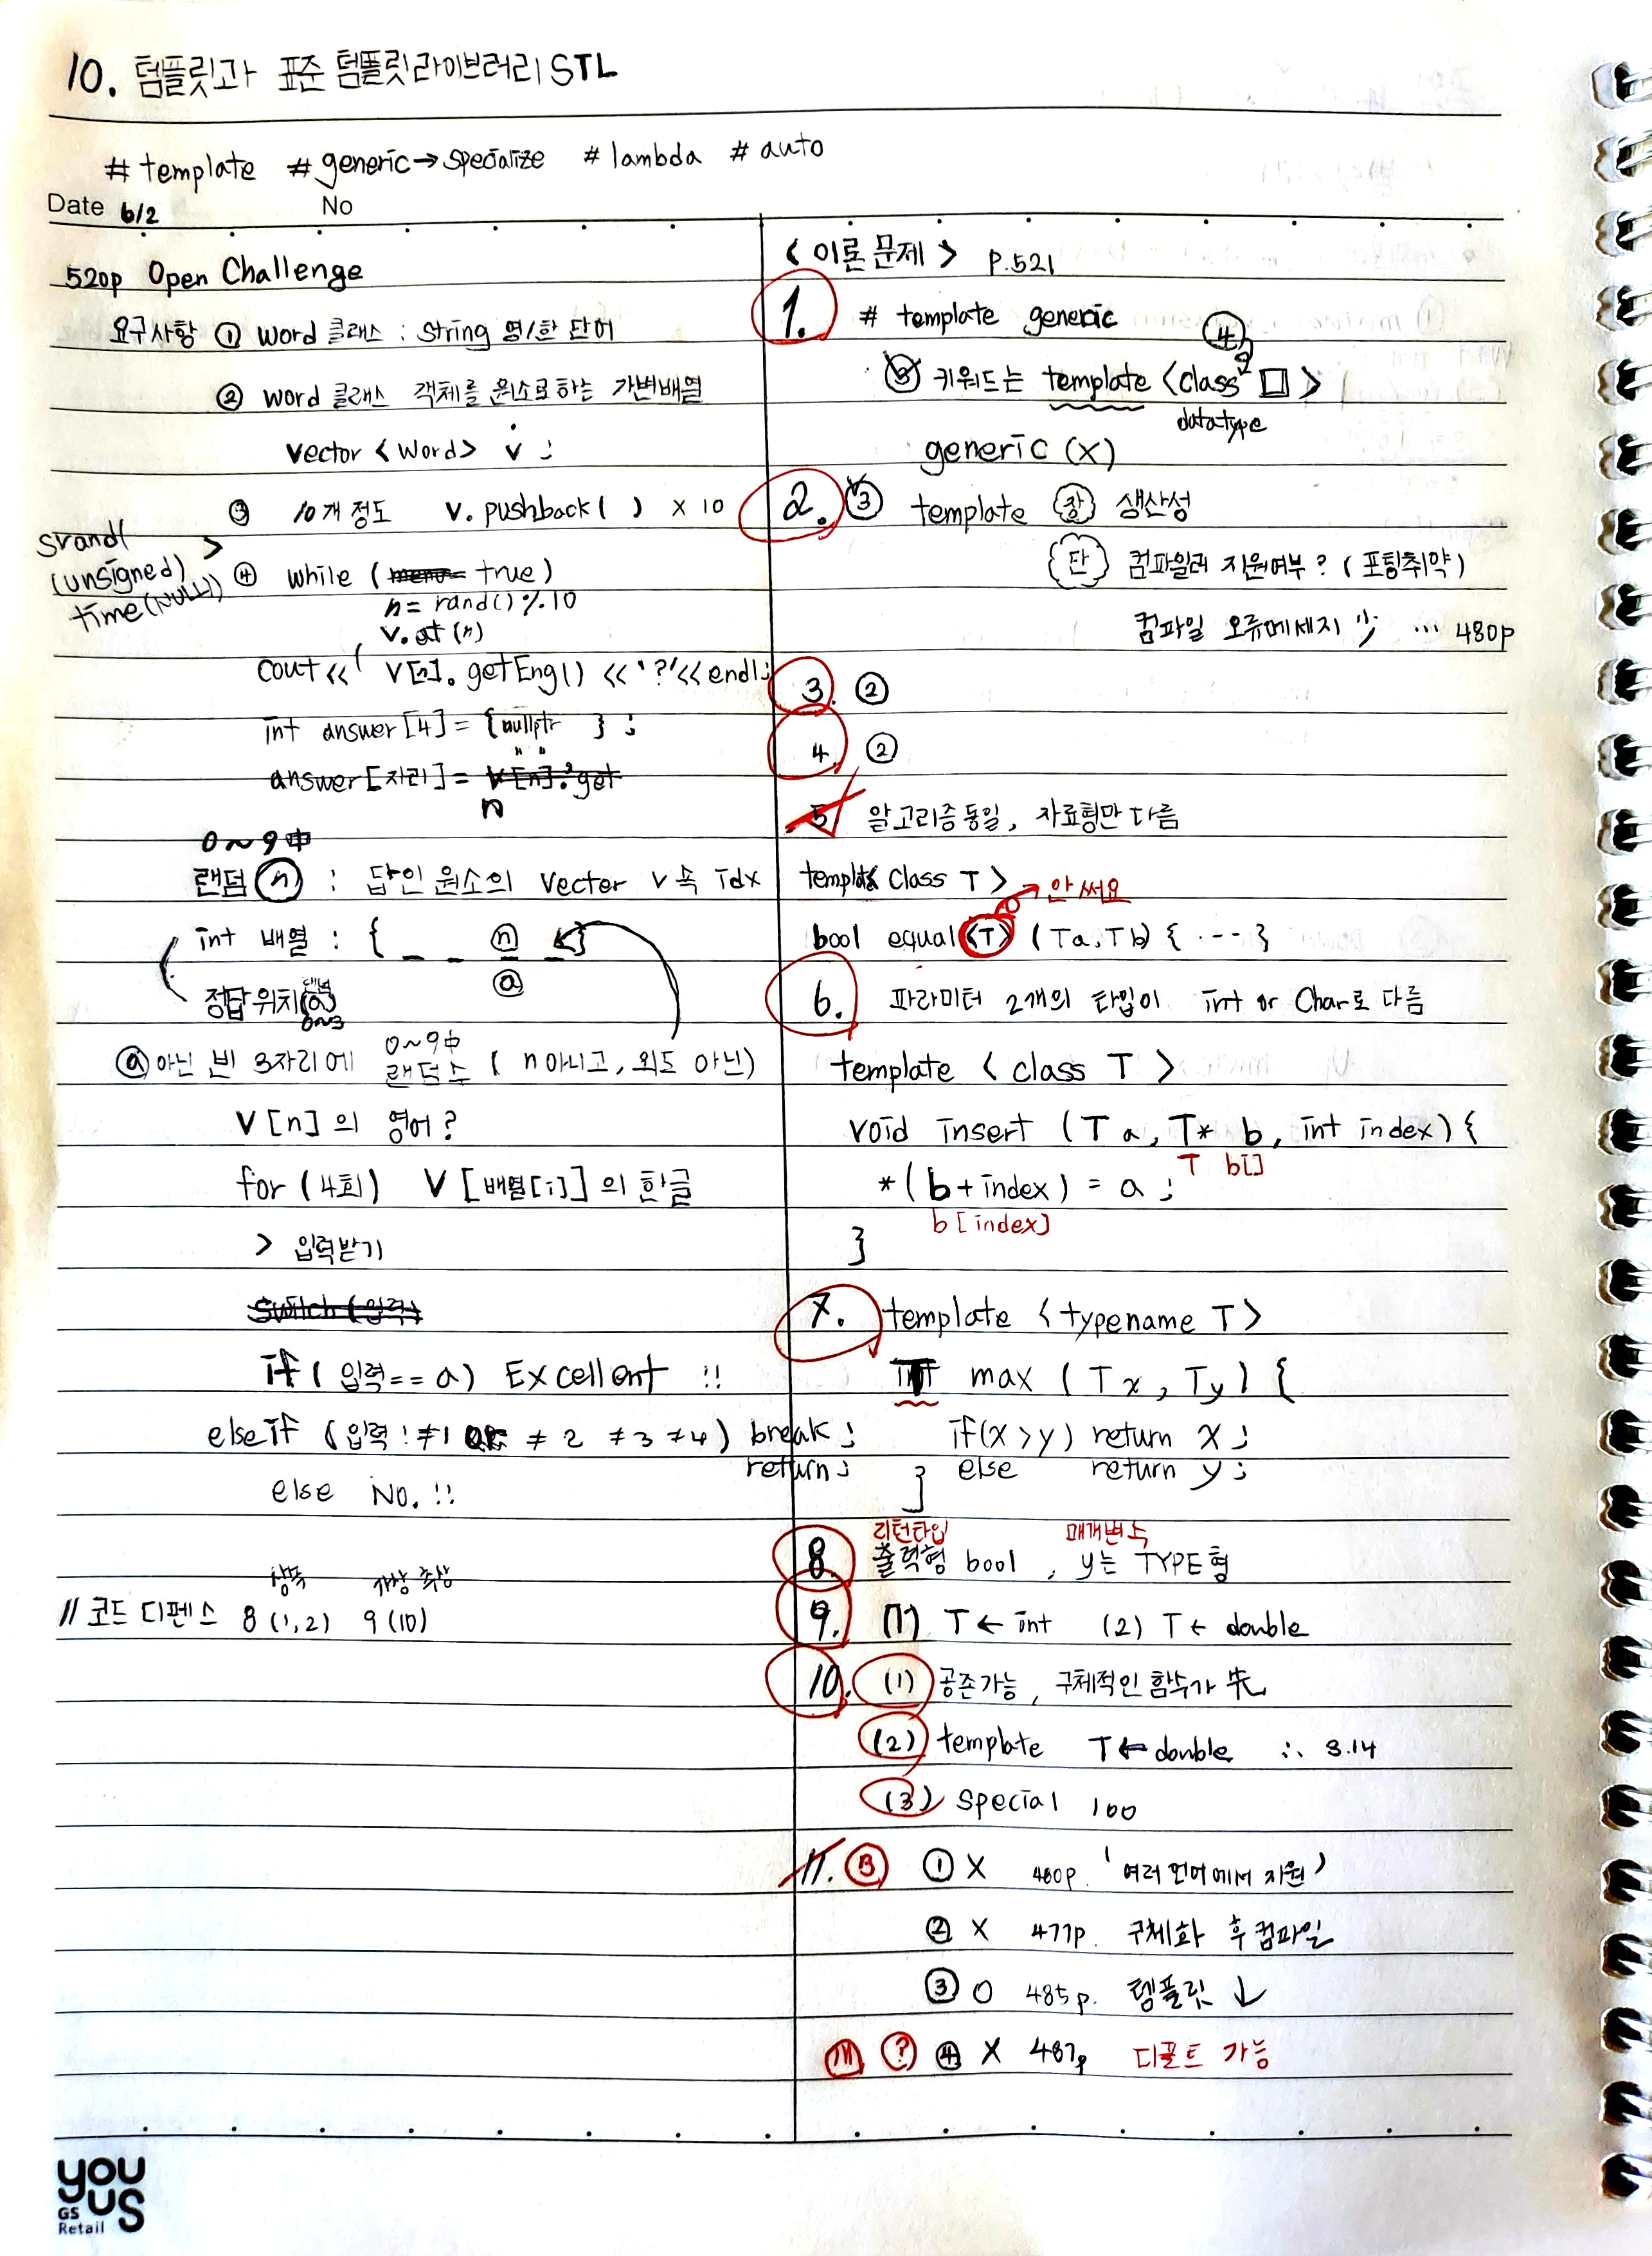 10. 텀플릿과 표준 텀플릿라이브러리 STL
# template # generic→specialize # lambda # auto
Date 6/2 No
520p Open Challenge
요구사항 ① Word 클래스 : String 영/한 단어
② Word 클래스 객체를 원소로하는 가변배열
vector <Word> v ;
③ 10개 정도 v. pushback ( ) × 10
srand(
(unsigned)
time(NULL)
④ while ( true)
n = rand() % 10
v.at (n)
cout << ( v[n]. getEng() << '?' << endl;
int answer [4] = {nullptr } ;
answer[자리] = v[n].get
n
0~9 中
랜덤 ⓝ : 답인 원소의 Vector v 속 idx
int 배열 : { _ _ ⓝ _ }
ⓐ
정답위치ⓐ
0~3
ⓐ 아닌 빈 3자리에 0~9中 랜덤수 ( n 아니고, 외도 아닌)
V [n] 의 영어?
for (4회) V [배열[i]] 의 한글
> 입력받기
switch (입력)
if ( 입력 == a) Excellent !!
else if (입력 != 1 ≠ 2 ≠ 3 ≠ 4) break ;
return ;
else No. !!
상품 가상 추상
// 코드 디펜스 8 (1,2) 9 (10)
<이론 문제> P.521
1. # template generic
④
③ 키워드는 template <class □>
datatype
generic (x)
2. ③ template 장 생산성
단 컴파일러 지원여부? (포팅취약)
컴파일 오류메세지 ... 480p
3. ②
4. ②
5. 알고리즘 동일, 자료형만 다름
template< class T >
→ 안 써요
bool equal <T> (T a, T b) { --- }
6. 파라미터 2개의 타입이 int or Char로 다름
template < class T >
void insert (T a, T* b, int index) {
T b[]
* (b + index) = a ;
b [index]
}
7. template <typename T>
T max ( T x, T y) {
if(x > y) return x ;
else return y ;
}
리턴타입 매개변수
8. 출력형 bool , y는 TYPE 형
9. (1) T ← int (2) T ← double
10. (1) 공존가능, 구체적인 함수가 先
(2) template T ← double ∴ 3.14
(3) special 100
11. ③ ① X 480p. '여러 언어에서 지원)
② X 477p. 구체화 후 컴파일
③ O 485p. 템플릿 ↓
? ④ X 487p 디폴트 가능
you us
GS
Retail